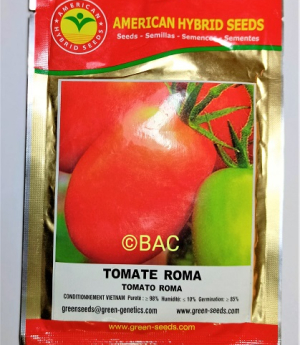 AMERICAN HYBRID SEEDS
AMERICAN HYBRID SEEDS
Seeds - Semillas - Semences - Sementes
©BAC
TOMATE ROMA
TOMATO ROMA
CONDITIONNEMENT VIETNAM Pureté : ≥ 98% Humidité: ≤ 10% Germination: ≥ 85%
greenseeds@green-genetics.com www.green-seeds.com
www.green-seeds.com